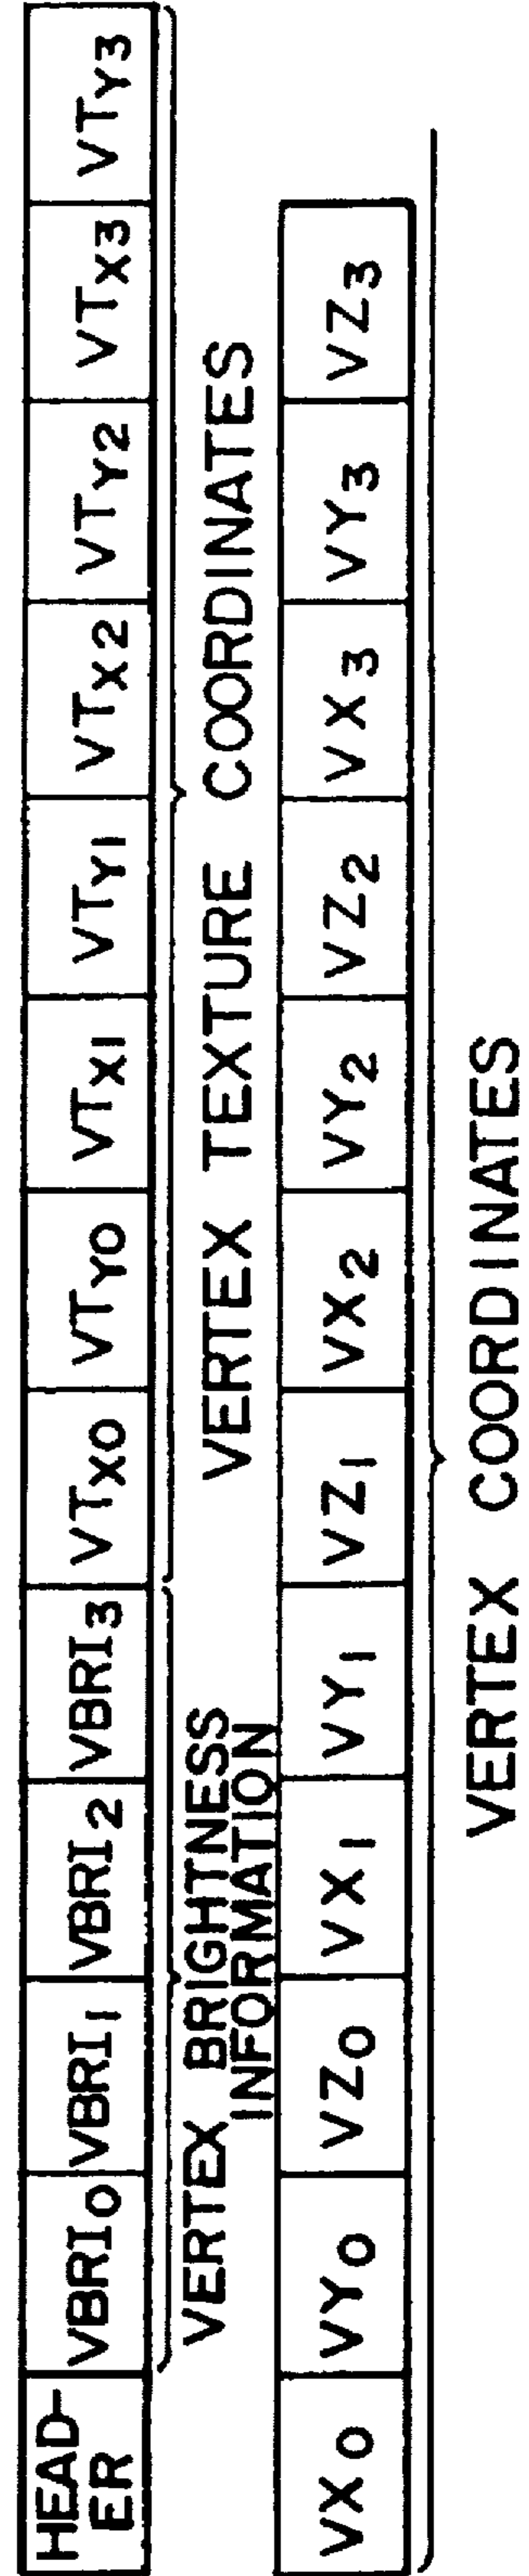 HEAD-
ER VBRI0 VBRI1 VBRI2 VBRI3 VTX0 VTY0 VTX1 VTY1 VTX2 VTY2 VTX3 VTY3
VERTEX BRIGHTNESS
INFORMATION
VERTEX TEXTURE COORDINATES
VX0 VY0 VZ0 VX1 VY1 VZ1 VX2 VY2 VZ2 VX3 VY3 VZ3
VERTEX COORDINATES